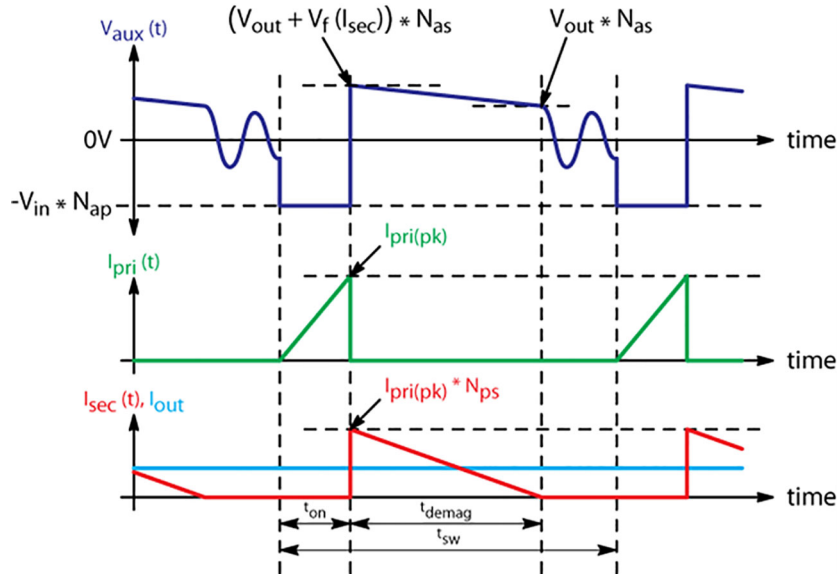 (Vout + Vf (Isec)) * Nas
Vout * Nas
Vaux (t)
0V
time
-Vin * Nap
Ipri (t)
Ipri(pk)
time
Isec (t), Iout
Ipri(pk) * Nps
time
ton
tdemag
tsw